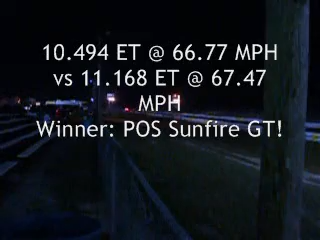 10.494 ET @ 66.77 MPH
vs 11.168 ET @ 67.47
MPH
Winner: POS Sunfire GT!